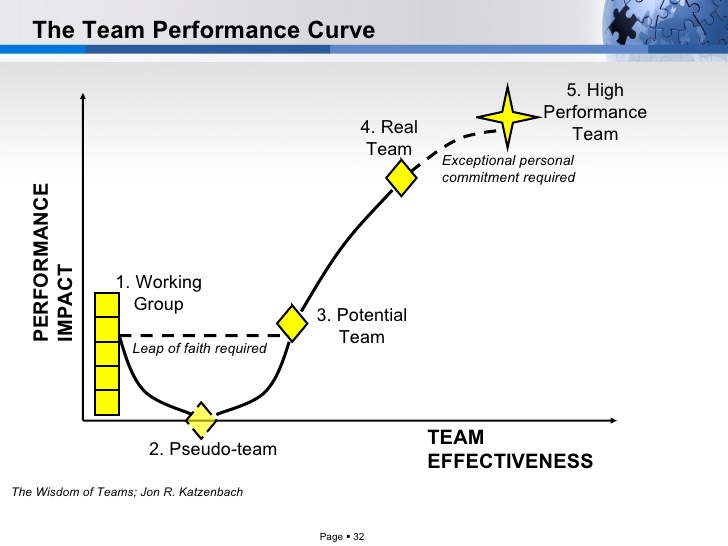 The Team Performance Curve
5. High
Performance
Team
4. Real
Team
Exceptional personal
commitment required
PERFORMANCE
IMPACT
1. Working
Group
3. Potential
Team
Leap of faith required
2. Pseudo-team
TEAM
EFFECTIVENESS
The Wisdom of Teams; Jon R. Katzenbach
Page ▪ 32